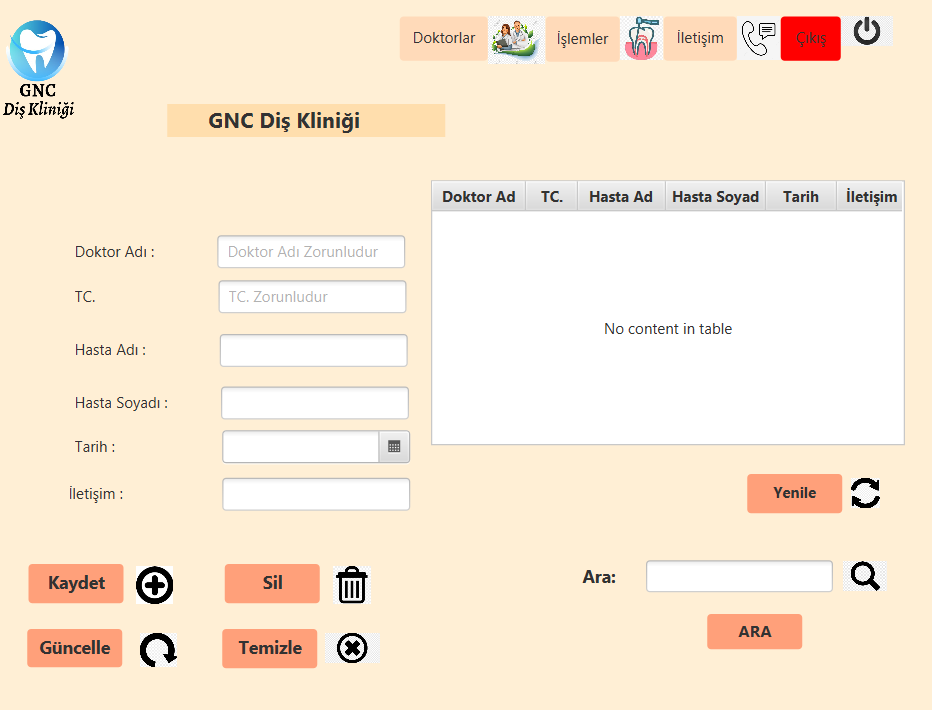 Doktorlar
İşlemler
İletişim
Çıkış
GNC
Diş Kliniği
GNC Diş Kliniği
Doktor Ad TC. Hasta Ad Hasta Soyad Tarih İletişim
No content in table
Doktor Adı : Doktor Adı Zorunludur
TC. TC. Zorunludur
Hasta Adı :
Hasta Soyadı :
Tarih :
İletişim :
Yenile
Kaydet
Sil
Ara:
Güncelle
Temizle
ARA